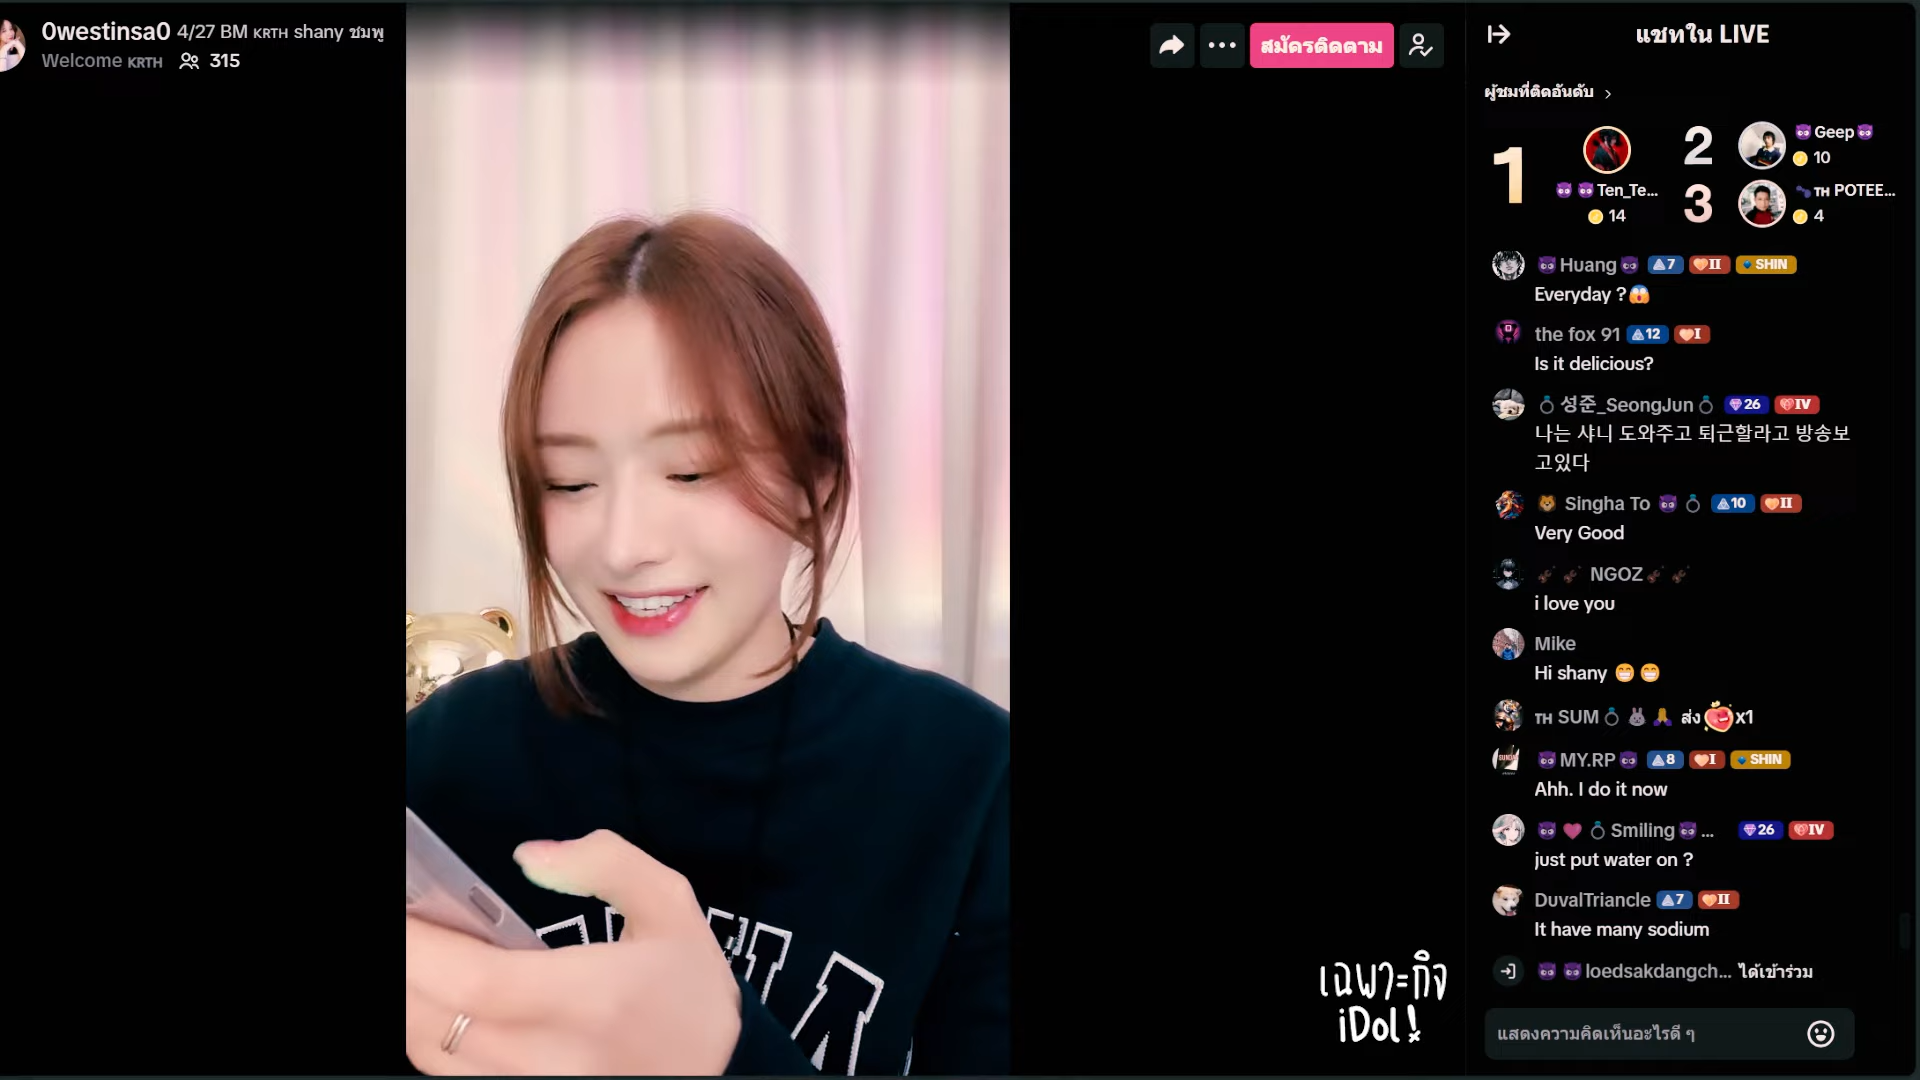 0westinsa0 4/27 BM KRTH shany ชมพู
Welcome KRTH 315
สมัครติดตาม
แชทใน LIVE
ผู้ชมที่ติดอันดับ >
1
Ten_Te...
14
2
Geep
10
3
TH POTEE...
4
Huang 7 II SHIN
Everyday ?
the fox 91 12 I
Is it delicious?
성준_SeongJun 26 IV
나는 샤니 도와주고 퇴근할라고 방송보
고있다
Singha To 10 II
Very Good
NGOZ
i love you
Mike
Hi shany
TH SUM ส่ง x1
MY.RP 8 I SHIN
Ahh. I do it now
Smiling ... 26 IV
just put water on ?
DuvalTriancle 7 II
It have many sodium
loedsakdangch... ได้เข้าร่วม
แสดงความคิดเห็นอะไรดี ๆ
เฉพาะกิจ
iDol!